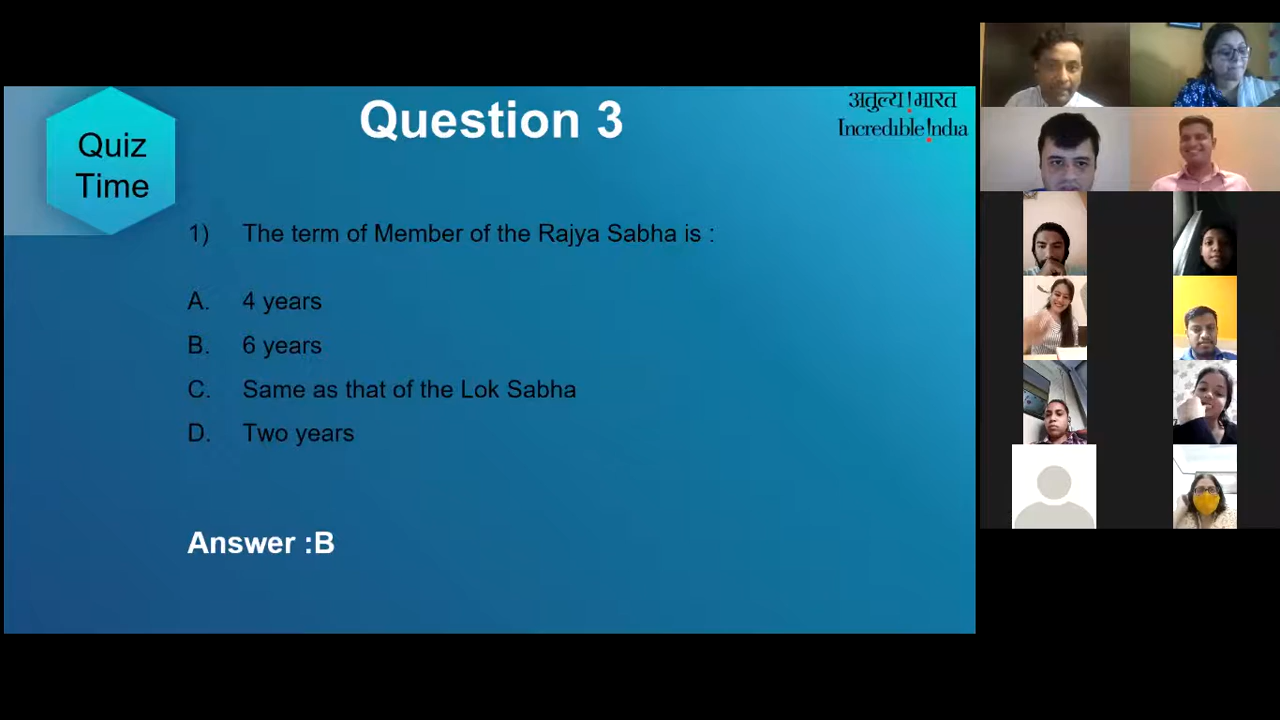 Quiz
Time
Question 3
अतुल्य!भारत
Incredible!ndia
1) The term of Member of the Rajya Sabha is :
A. 4 years
B. 6 years
C. Same as that of the Lok Sabha
D. Two years
Answer :B